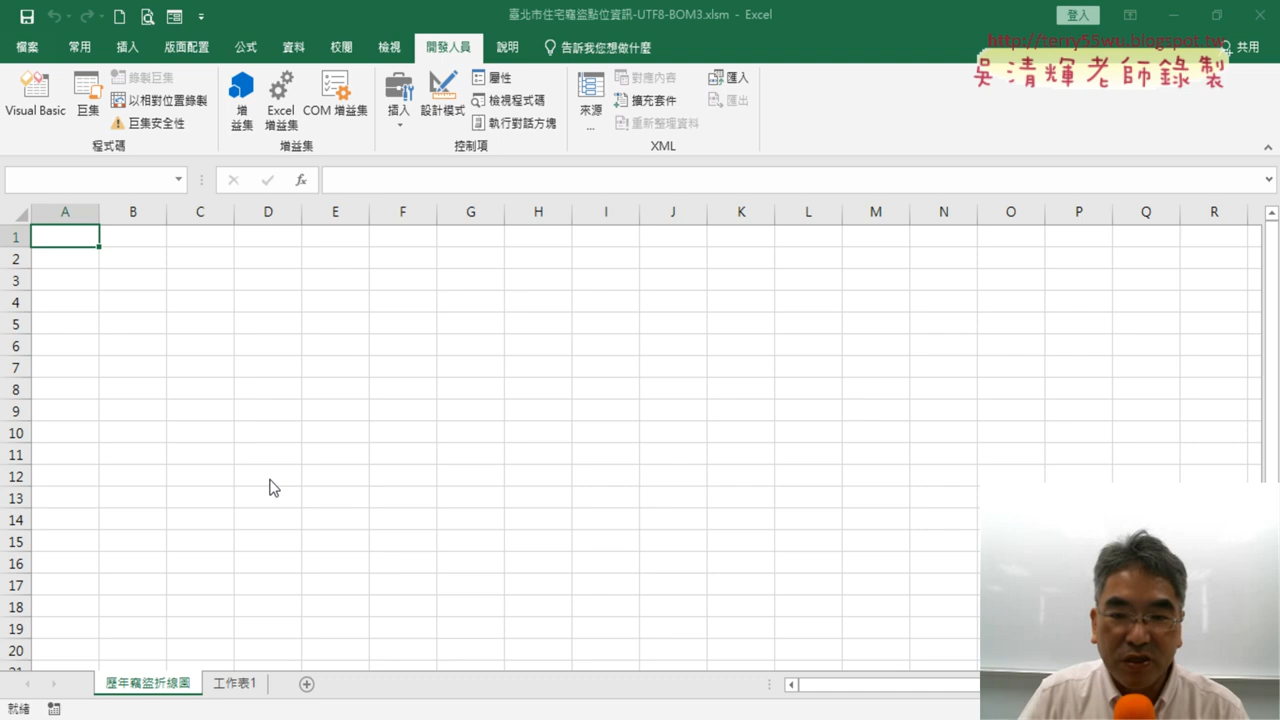 臺北市住宅竊盜點位資訊-UTF8-BOM3.xlsm - Excel
登入
http://terry55wu.blogspot.tw
吳清輝老師錄製
檔案 常用 插入 版面配置 公式 資料 校閱 檢視 開發人員 說明 告訴我您想做什麼 共用
Visual Basic 巨集 錄製巨集 以相對位置錄製 巨集安全性
增益集 Excel 增益集 COM 增益集
插入 設計模式 屬性 檢視程式碼 執行對話方塊
來源... 對應內容 擴充套件 重新整理資料 匯入 匯出
程式碼 增益集 控制項 XML
fx
A B C D E F G H I J K L M N O P Q R
1
2
3
4
5
6
7
8
9
10
11
12
13
14
15
16
17
18
19
20
歷年竊盜折線圖 工作表1
就緒